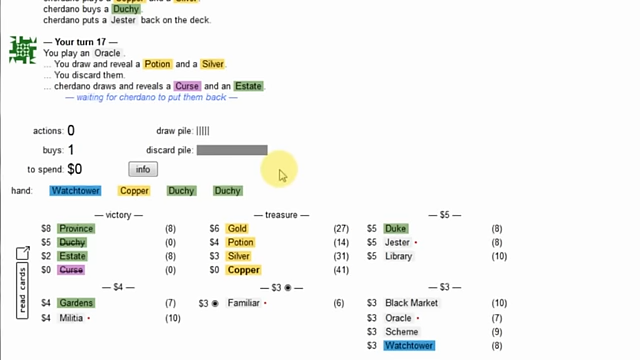 cherdano buys a Duchy.
cherdano puts a Jester back on the deck.
— Your turn 17 —
You play an Oracle.
... You draw and reveal a Potion and a Silver.
... You discard them.
... cherdano draws and reveals a Curse and an Estate.
— waiting for cherdano to put them back —
actions: 0 draw pile:
buys: 1 discard pile:
to spend: $0 info
hand: Watchtower Copper Duchy Duchy
— victory — — treasure — — $5 —
$8 Province (8) $6 Gold (27) $5 Duke (8)
$5 Duchy (0) $4 Potion (14) $5 Jester (8)
$2 Estate (8) $3 Silver (31) $5 Library (10)
$0 Curse (0) $0 Copper (41)
read cards
— $4 — — $3 ◉ — — $3 —
$4 Gardens (7) $3 ◉ Familiar (6) $3 Black Market (10)
$4 Militia (10) $3 Oracle (7)
$3 Scheme (9)
$3 Watchtower (8)